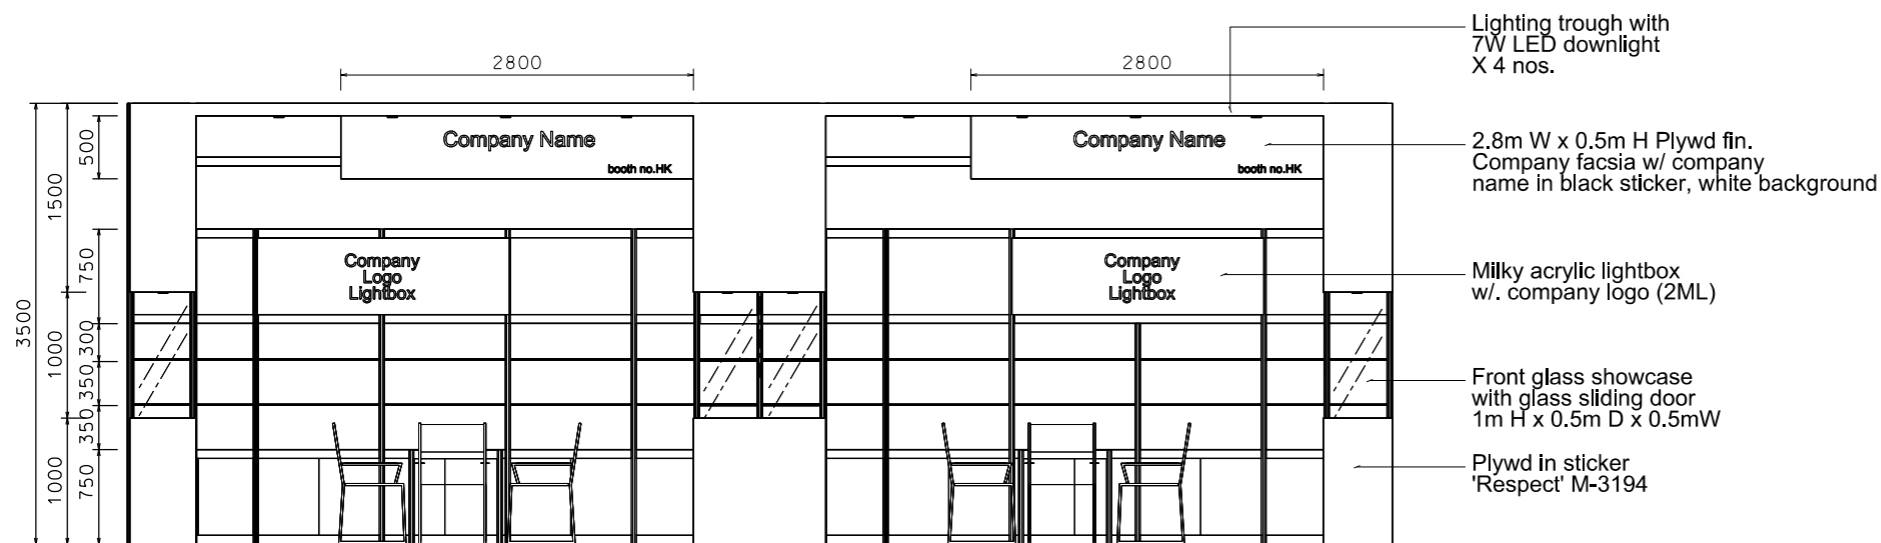 Lighting trough with
7W LED downlight
X 4 nos.
2800
2800
Company Name
booth no.HK
Company Name
booth no.HK
2.8m W x 0.5m H Plywd fin.
Company facsia w/ company
name in black sticker, white background
500
1500
750
3500
1000
300
350
350
1000
750
Company
Logo
Lightbox
Company
Logo
Lightbox
Milky acrylic lightbox
w/. company logo (2ML)
Front glass showcase
with glass sliding door
1m H x 0.5m D x 0.5mW
Plywd in sticker
'Respect' M-3194